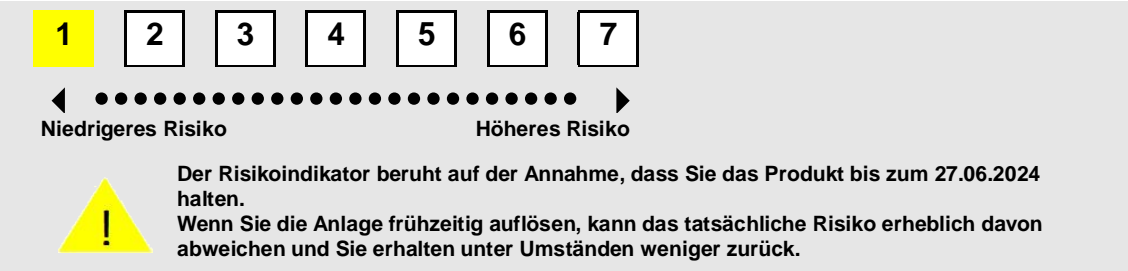 1 2 3 4 5 6 7
Niedrigeres Risiko Höheres Risiko
Der Risikoindikator beruht auf der Annahme, dass Sie das Produkt bis zum 27.06.2024
halten.
Wenn Sie die Anlage frühzeitig auflösen, kann das tatsächliche Risiko erheblich davon
abweichen und Sie erhalten unter Umständen weniger zurück.
!